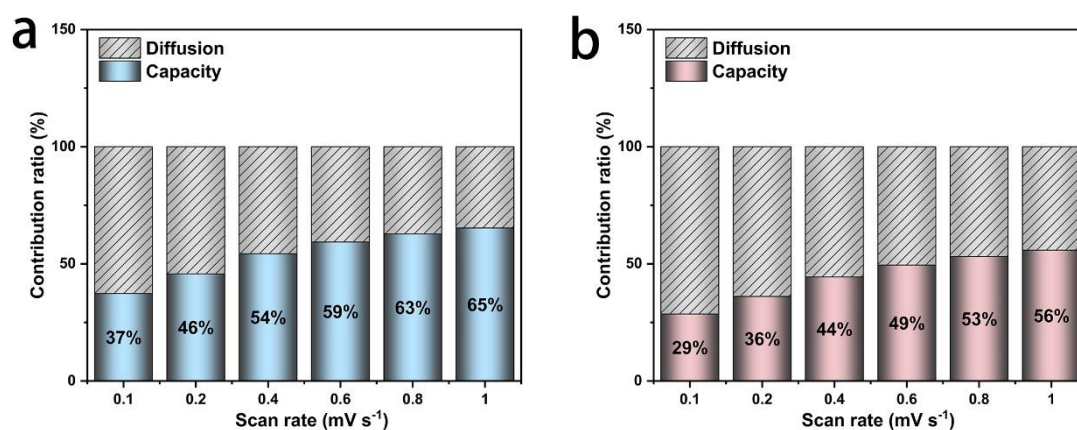 a
150
100
50
0
Contribution ratio (%)
Diffusion
Capacity
37%
46%
54%
59%
63%
65%
0.1 0.2 0.4 0.6 0.8 1
Scan rate (mV s⁻¹)
b
150
100
50
0
Contribution ratio (%)
Diffusion
Capacity
29%
36%
44%
49%
53%
56%
0.1 0.2 0.4 0.6 0.8 1
Scan rate (mV s⁻¹)